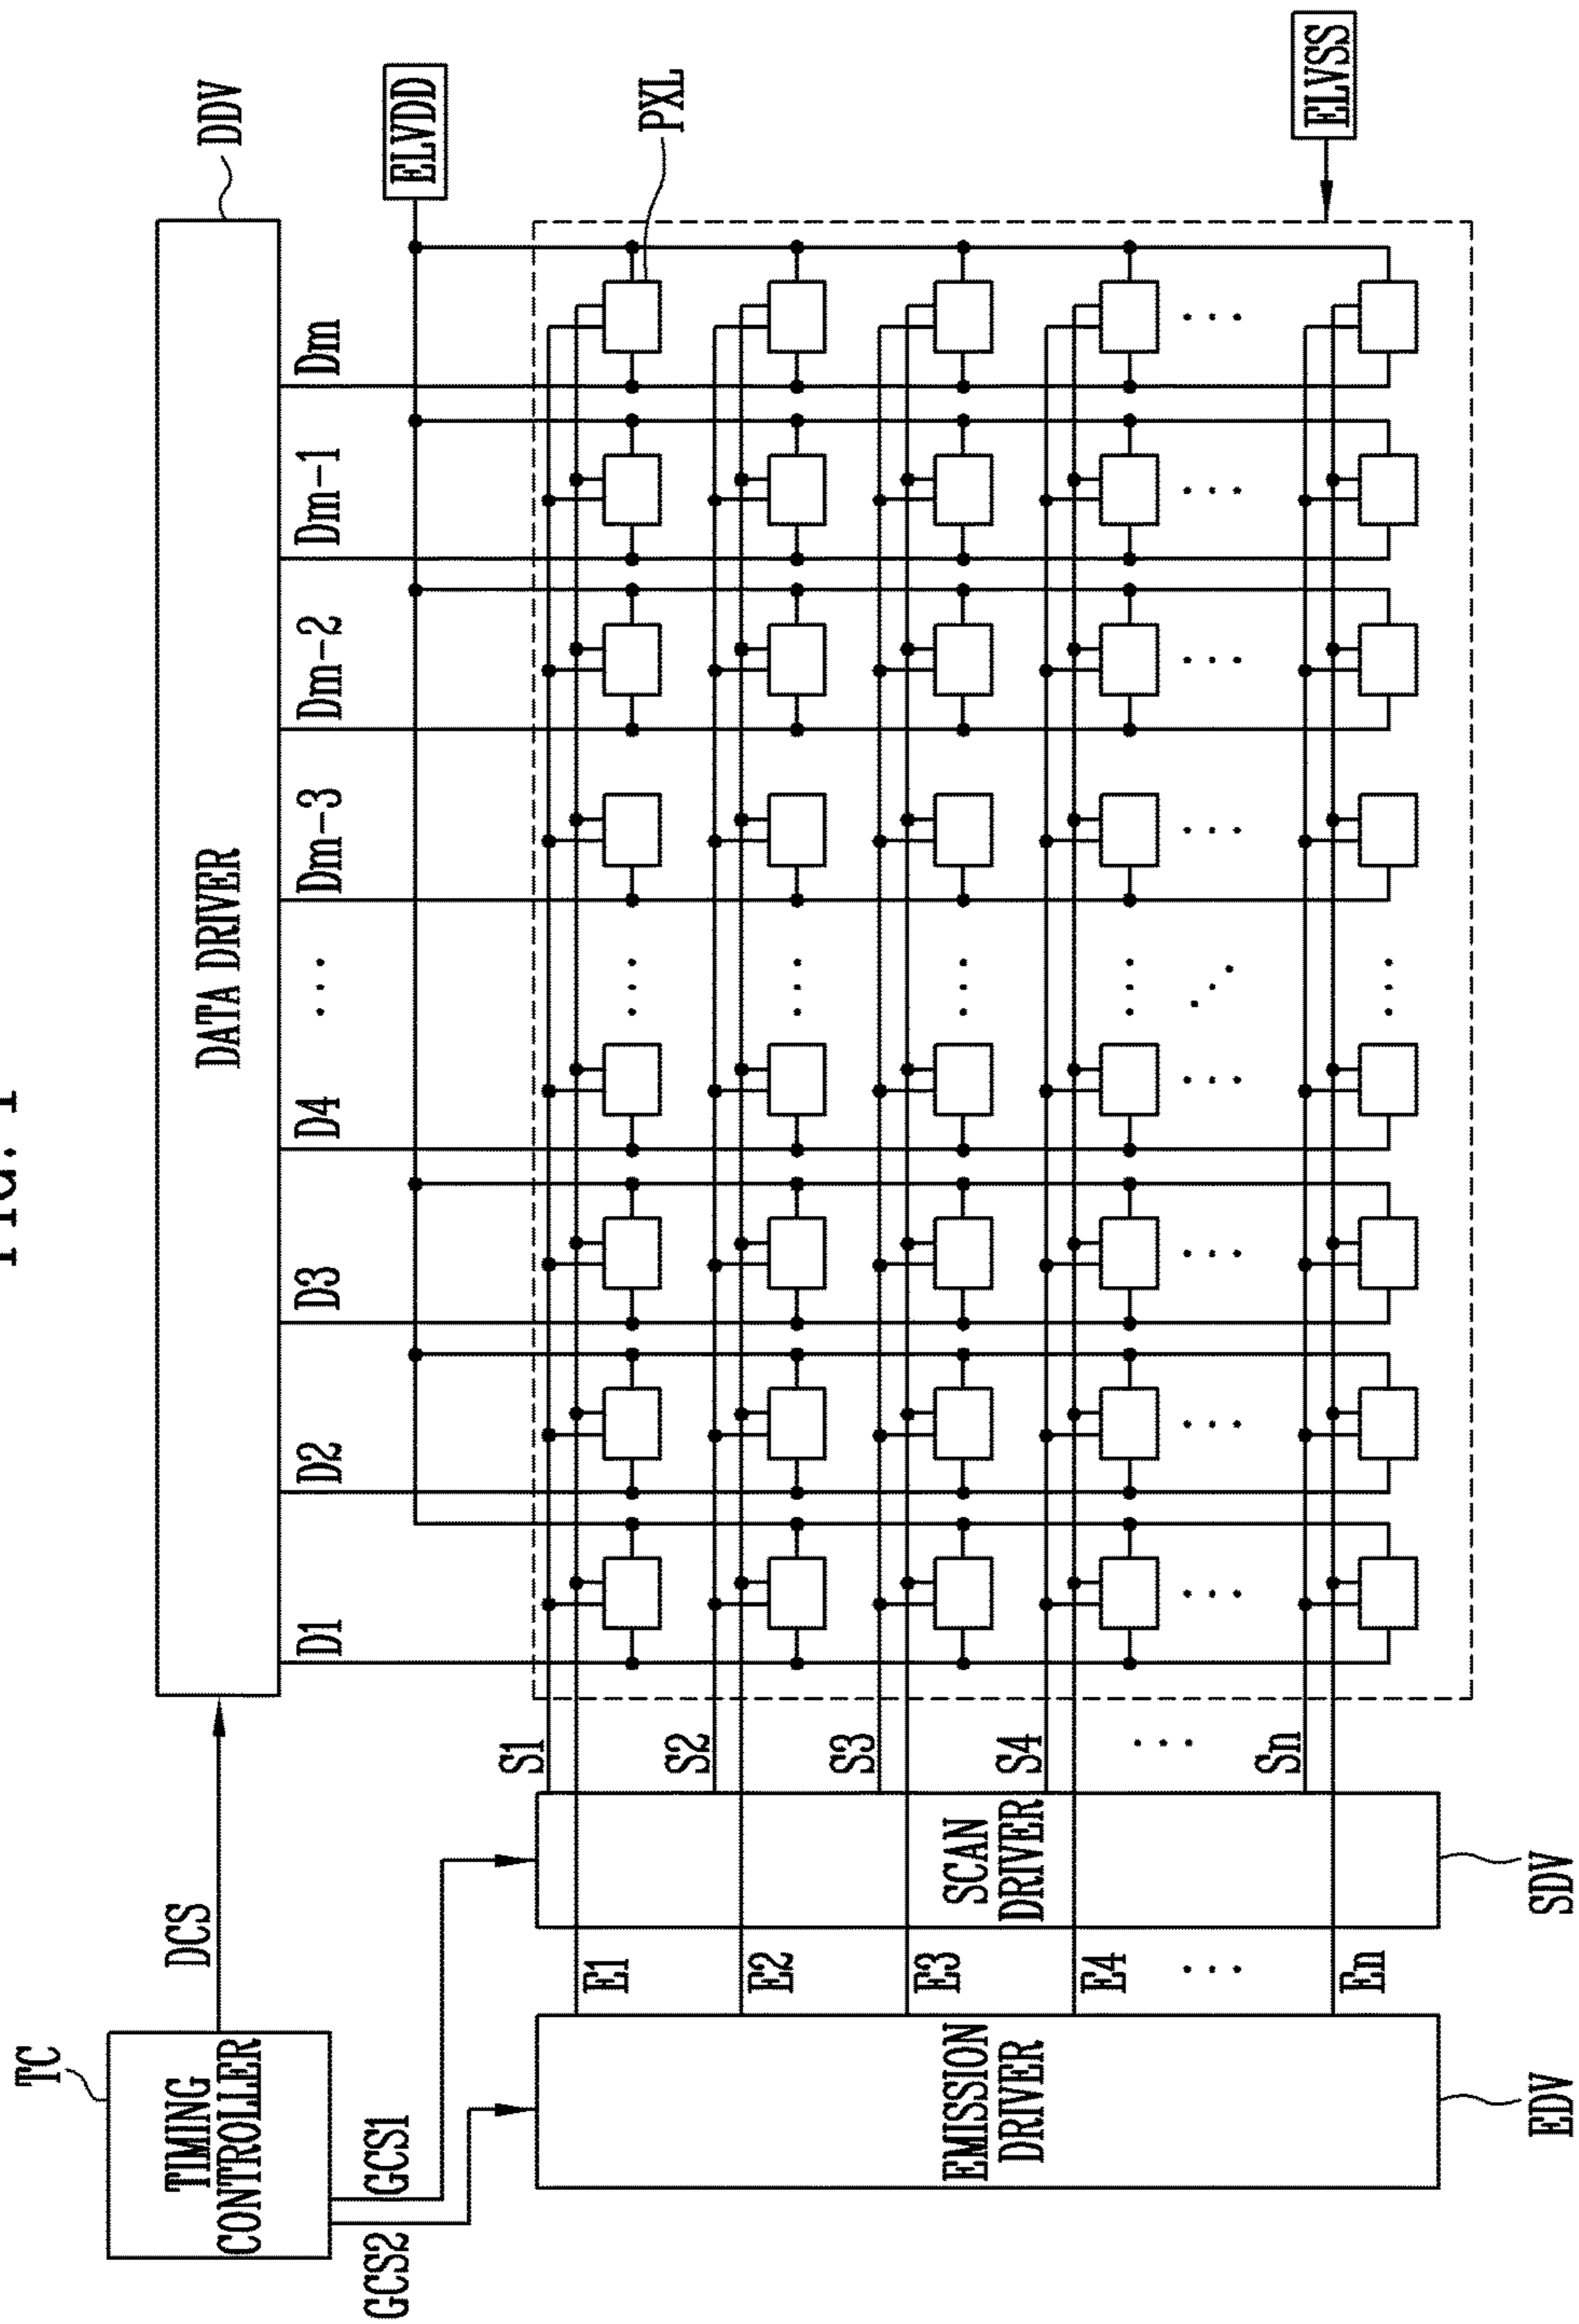 FIG. 1
TC
TIMING
CONTROLLER
DCS
DATA DRIVER
DDV
GCS2
GCS1
D1
D2
D3
D4
. . .
Dm-3
Dm-2
Dm-1
Dm
ELVDD
EMISSION
DRIVER
EDV
E1
E2
E3
E4
. . .
En
SCAN
DRIVER
SDV
S1
S2
S3
S4
. . .
Sn
PXL
ELVSS